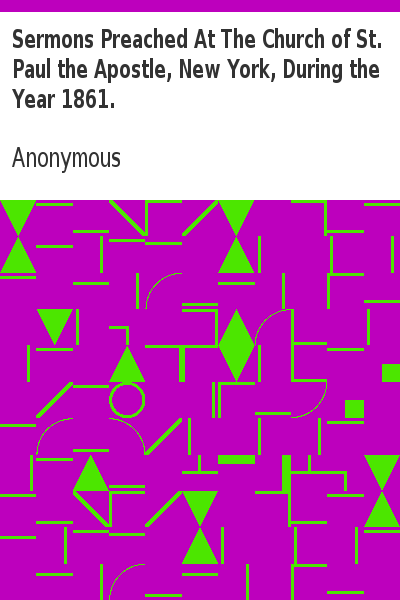 Sermons Preached At The Church of St.
Paul the Apostle, New York, During the
Year 1861.
Anonymous